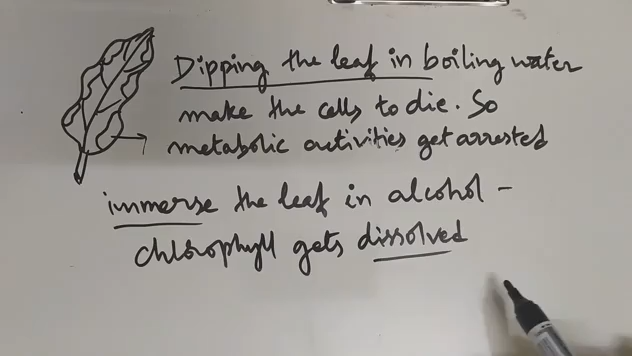 Dipping the leaf in boiling water
make the cells to die. So
metabolic activities get arrested
immerse the leaf in alcohol -
chlorophyll gets dissolved